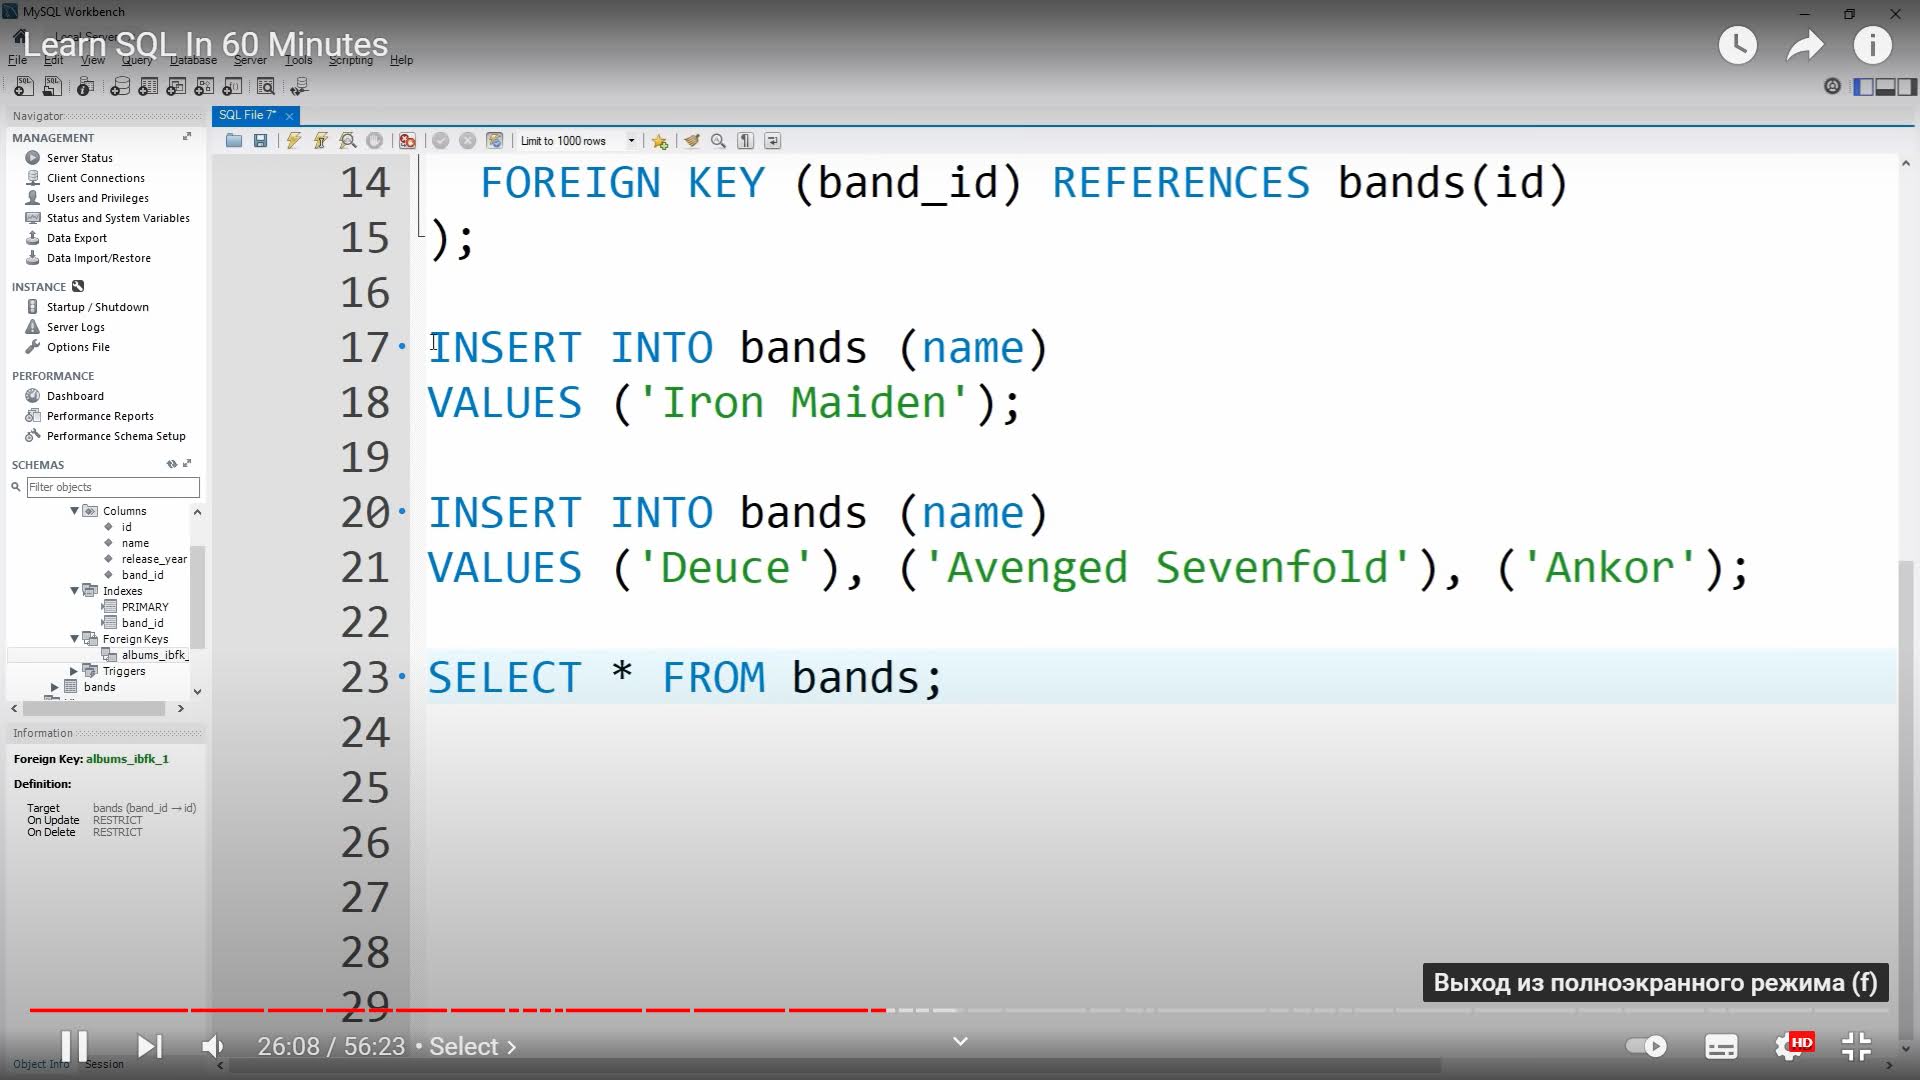 MySQL Workbench
Learn SQL In 60 Minutes
Local Server
File Edit View Query Database Server Tools Scripting Help
Navigator
SQL File 7*
MANAGEMENT
Limit to 1000 rows
Server Status
Client Connections
Users and Privileges
Status and System Variables
Data Export
Data Import/Restore
INSTANCE
Startup / Shutdown
Server Logs
Options File
PERFORMANCE
Dashboard
Performance Reports
Performance Schema Setup
SCHEMAS
Filter objects
Columns
id
name
release_year
band_id
Indexes
PRIMARY
band_id
Foreign Keys
albums_ibfk_
Triggers
bands
Information
Foreign Key: albums_ibfk_1
Definition:
Target bands (band_id → id)
On Update RESTRICT
On Delete RESTRICT
Object Info Session
14 FOREIGN KEY (band_id) REFERENCES bands(id)
15 );
16
17 INSERT INTO bands (name)
18 VALUES ('Iron Maiden');
19
20 INSERT INTO bands (name)
21 VALUES ('Deuce'), ('Avenged Sevenfold'), ('Ankor');
22
23 SELECT * FROM bands;
24
25
26
27
28
29
Выход из полноэкранного режима (f)
26:08 / 56:23 • Select
HD